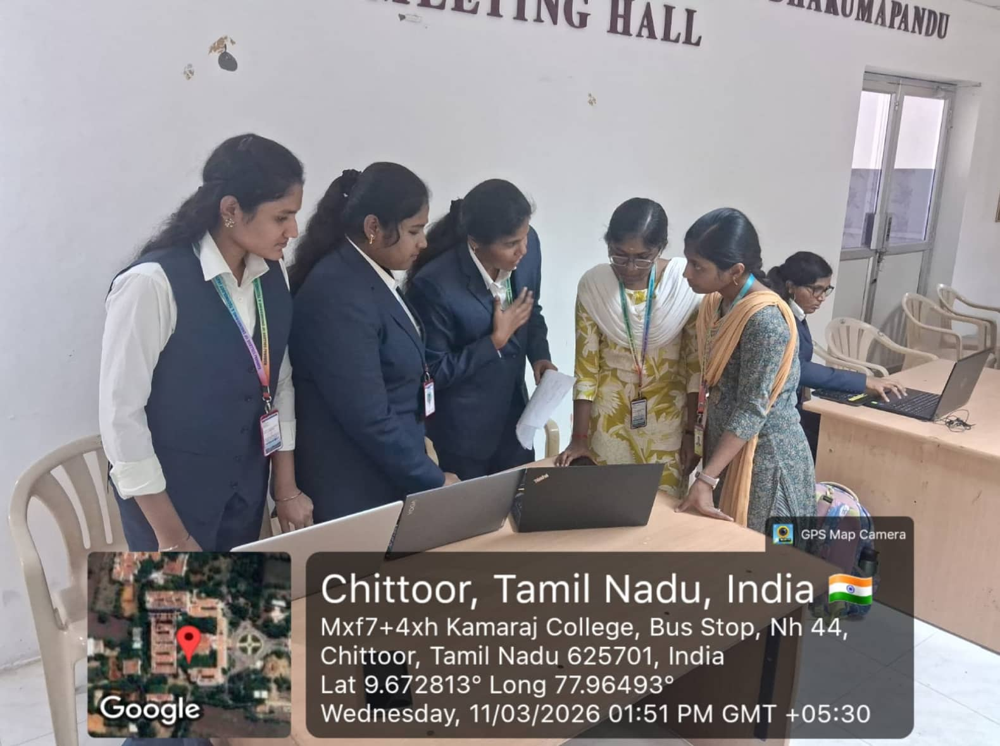 MEETING HALL
YOGA
ThinkPad
GPS Map Camera
Google
Chittoor, Tamil Nadu, India
Mxf7+4xh Kamaraj College, Bus Stop, Nh 44,
Chittoor, Tamil Nadu 625701, India
Lat 9.672813° Long 77.96493°
Wednesday, 11/03/2026 01:51 PM GMT +05:30